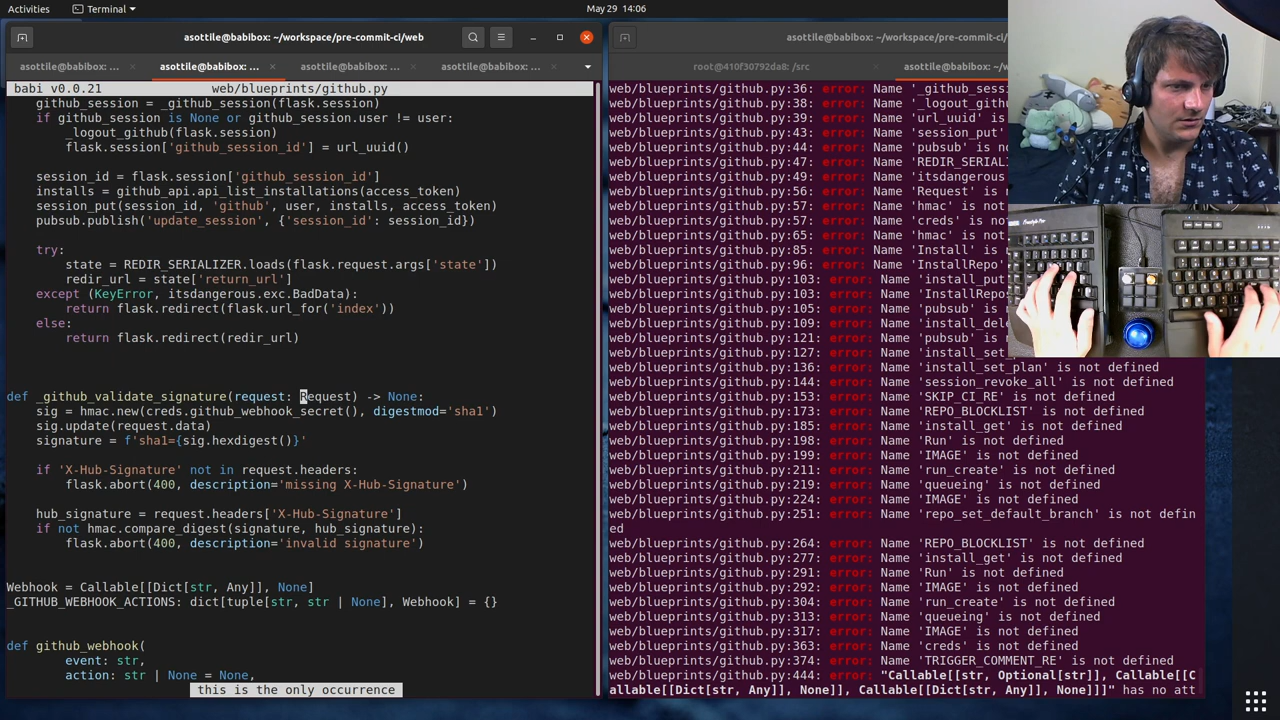 Activities
Terminal
May 29 14:06
asottile@babibox: ~/workspace/pre-commit-ci/web
asottile@babibox: ...
asottile@babibox: ...
asottile@babibox: ...
asottile@babibox: ...
babi v0.0.21
web/blueprints/github.py
github_session = _github_session(flask.session)
if github_session is None or github_session.user != user:
_logout_github(flask.session)
flask.session['github_session_id'] = url_uuid()
session_id = flask.session['github_session_id']
installs = github_api.api_list_installations(access_token)
session_put(session_id, 'github', user, installs, access_token)
pubsub.publish('update_session', {'session_id': session_id})
try:
state = REDIR_SERIALIZER.loads(flask.request.args['state'])
redir_url = state['return_url']
except (KeyError, itsdangerous.exc.BadData):
return flask.redirect(flask.url_for('index'))
else:
return flask.redirect(redir_url)
def _github_validate_signature(request: Request) -> None:
sig = hmac.new(creds.github_webhook_secret(), digestmod='sha1')
sig.update(request.data)
signature = f'sha1={sig.hexdigest()}'
if 'X-Hub-Signature' not in request.headers:
flask.abort(400, description='missing X-Hub-Signature')
hub_signature = request.headers['X-Hub-Signature']
if not hmac.compare_digest(signature, hub_signature):
flask.abort(400, description='invalid signature')
Webhook = Callable[[Dict[str, Any]], None]
_GITHUB_WEBHOOK_ACTIONS: dict[tuple[str, str | None], Webhook] = {}
def github_webhook(
event: str,
action: str | None = None,
this is the only occurrence
asottile@babibox: ~/workspace/pre-commit-ci/
root@410f30792da8: /src
asottile@babibox: ~/w
web/blueprints/github.py:36: error: Name '_github_sess
web/blueprints/github.py:38: error: Name '_logout_gith
web/blueprints/github.py:39: error: Name 'url_uuid' is
web/blueprints/github.py:43: error: Name 'session_put'
web/blueprints/github.py:44: error: Name 'pubsub' is no
web/blueprints/github.py:47: error: Name 'REDIR_SERIALI
web/blueprints/github.py:49: error: Name 'itsdangerous
web/blueprints/github.py:56: error: Name 'Request' is n
web/blueprints/github.py:57: error: Name 'hmac' is not
web/blueprints/github.py:57: error: Name 'creds' is not
web/blueprints/github.py:65: error: Name 'hmac' is not
web/blueprints/github.py:85: error: Name 'Install' is n
web/blueprints/github.py:96: error: Name 'InstallRepo'
web/blueprints/github.py:103: error: Name 'install_put
web/blueprints/github.py:103: error: Name 'InstallRepos
web/blueprints/github.py:105: error: Name 'pubsub' is n
web/blueprints/github.py:109: error: Name 'install_dele
web/blueprints/github.py:121: error: Name 'pubsub' is n
web/blueprints/github.py:127: error: Name 'install_set_
web/blueprints/github.py:136: error: Name 'install_set_plan' is not defined
web/blueprints/github.py:144: error: Name 'session_revoke_all' is not defined
web/blueprints/github.py:153: error: Name 'SKIP_CI_RE' is not defined
web/blueprints/github.py:173: error: Name 'REPO_BLOCKLIST' is not defined
web/blueprints/github.py:185: error: Name 'install_get' is not defined
web/blueprints/github.py:198: error: Name 'Run' is not defined
web/blueprints/github.py:199: error: Name 'IMAGE' is not defined
web/blueprints/github.py:211: error: Name 'run_create' is not defined
web/blueprints/github.py:219: error: Name 'queueing' is not defined
web/blueprints/github.py:224: error: Name 'IMAGE' is not defined
web/blueprints/github.py:251: error: Name 'repo_set_default_branch' is not defin
ed
web/blueprints/github.py:264: error: Name 'REPO_BLOCKLIST' is not defined
web/blueprints/github.py:277: error: Name 'install_get' is not defined
web/blueprints/github.py:291: error: Name 'Run' is not defined
web/blueprints/github.py:292: error: Name 'IMAGE' is not defined
web/blueprints/github.py:304: error: Name 'run_create' is not defined
web/blueprints/github.py:313: error: Name 'queueing' is not defined
web/blueprints/github.py:317: error: Name 'IMAGE' is not defined
web/blueprints/github.py:363: error: Name 'creds' is not defined
web/blueprints/github.py:374: error: Name 'TRIGGER_COMMENT_RE' is not defined
web/blueprints/github.py:444: error: "Callable[[str, Optional[str]], Callable[[C
allable[[Dict[str, Any]], None]], Callable[[Dict[str, Any]], None]]]" has no att